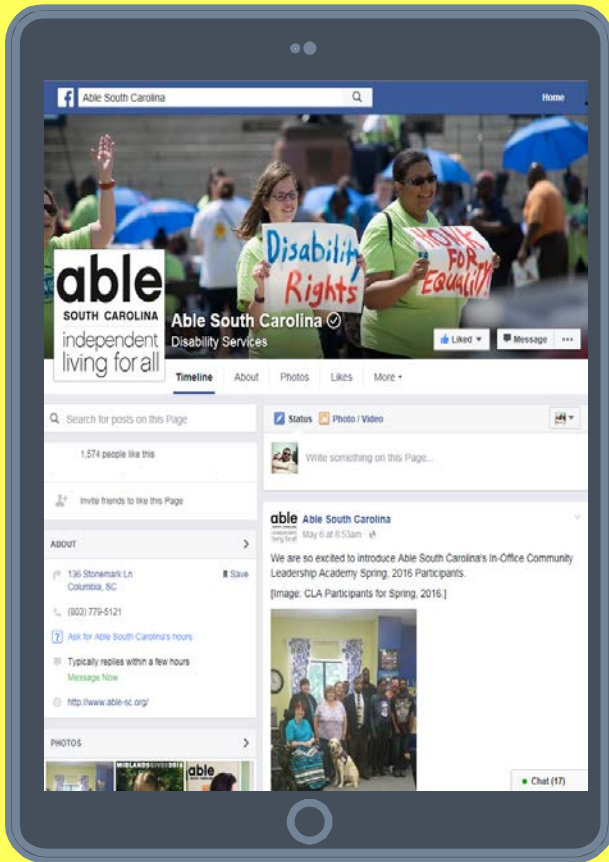 Able South Carolina
Home
Disability
Rights
HONK
FOR
EQUALITY!
able
SOUTH CAROLINA
independent
living for all
Able South Carolina
Disability Services
Liked
Message
Timeline
About
Photos
Likes
More
Search for posts on this Page
1,574 people like this
Invite friends to like this Page
ABOUT
136 Stonemark Ln
Columbia, SC
Save
(803) 779-5121
Ask for Able South Carolina's hours
Typically replies within a few hours
Message Now
http://www.able-sc.org/
PHOTOS
MIDLANDSGIVES2016
able
SOUTH CAROLINA
Status
Photo / Video
Write something on this Page...
able
Able South Carolina
May 6 at 8:53am
We are so excited to introduce Able South Carolina's In-Office Community
Leadership Academy Spring, 2016 Participants.
[Image: CLA Participants for Spring, 2016.]
Chat (17)